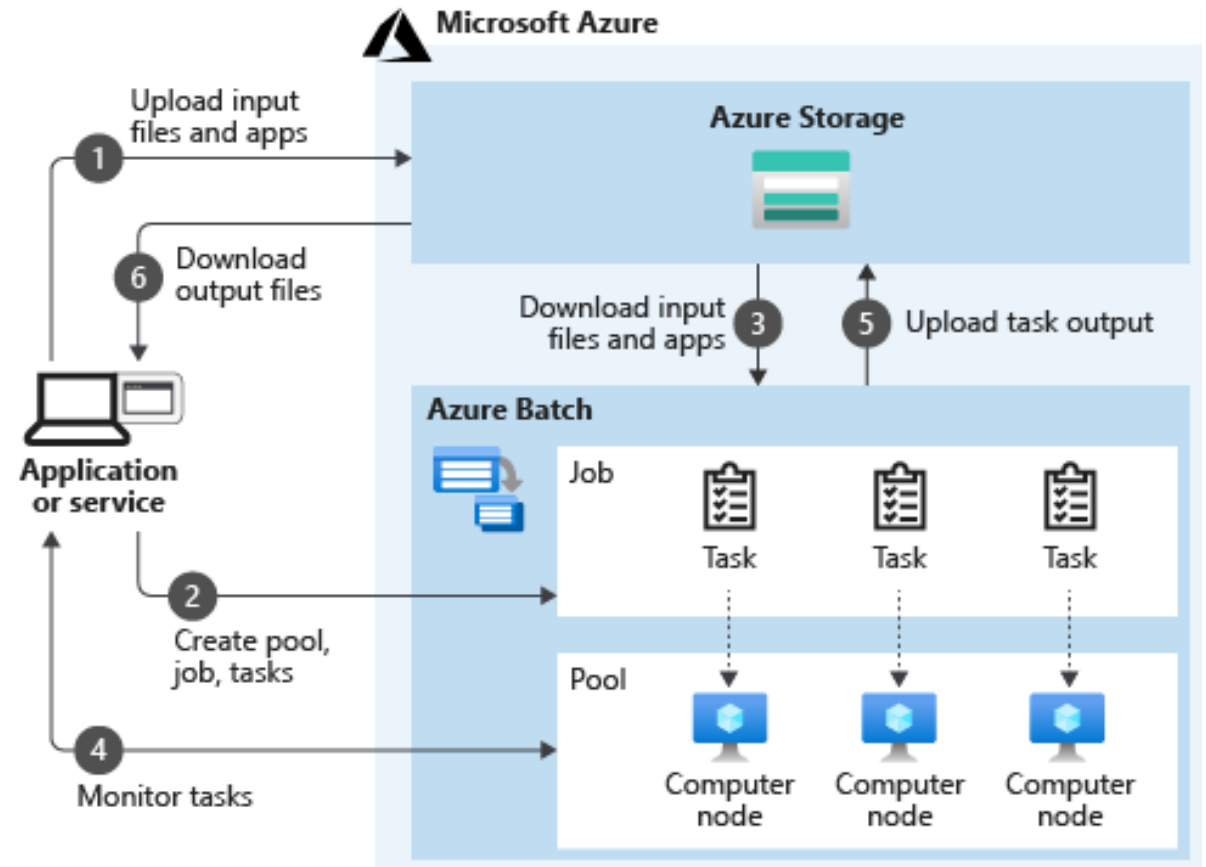 Microsoft Azure
Upload input
files and apps
1
Azure Storage
6
Download
output files
Download input
files and apps
3
5
Upload task output
Application
or service
Azure Batch
Job
Task
Task
Task
2
Create pool,
job, tasks
Pool
Computer
node
Computer
node
Computer
node
4
Monitor tasks